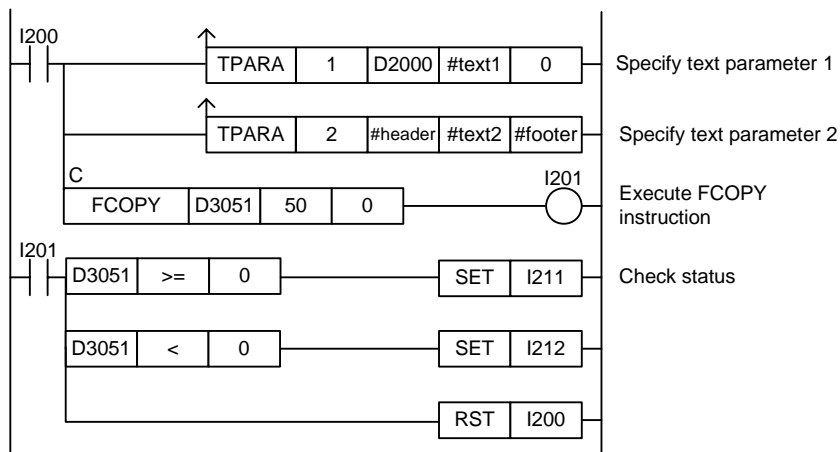 I200
TPARA 1 D2000 #text1 0 Specify text parameter 1
TPARA 2 #header #text2 #footer Specify text parameter 2
C
I201
FCOPY D3051 50 0 Execute FCOPY
instruction
I201
D3051 >= 0 SET I211 Check status
D3051 < 0 SET I212
RST I200